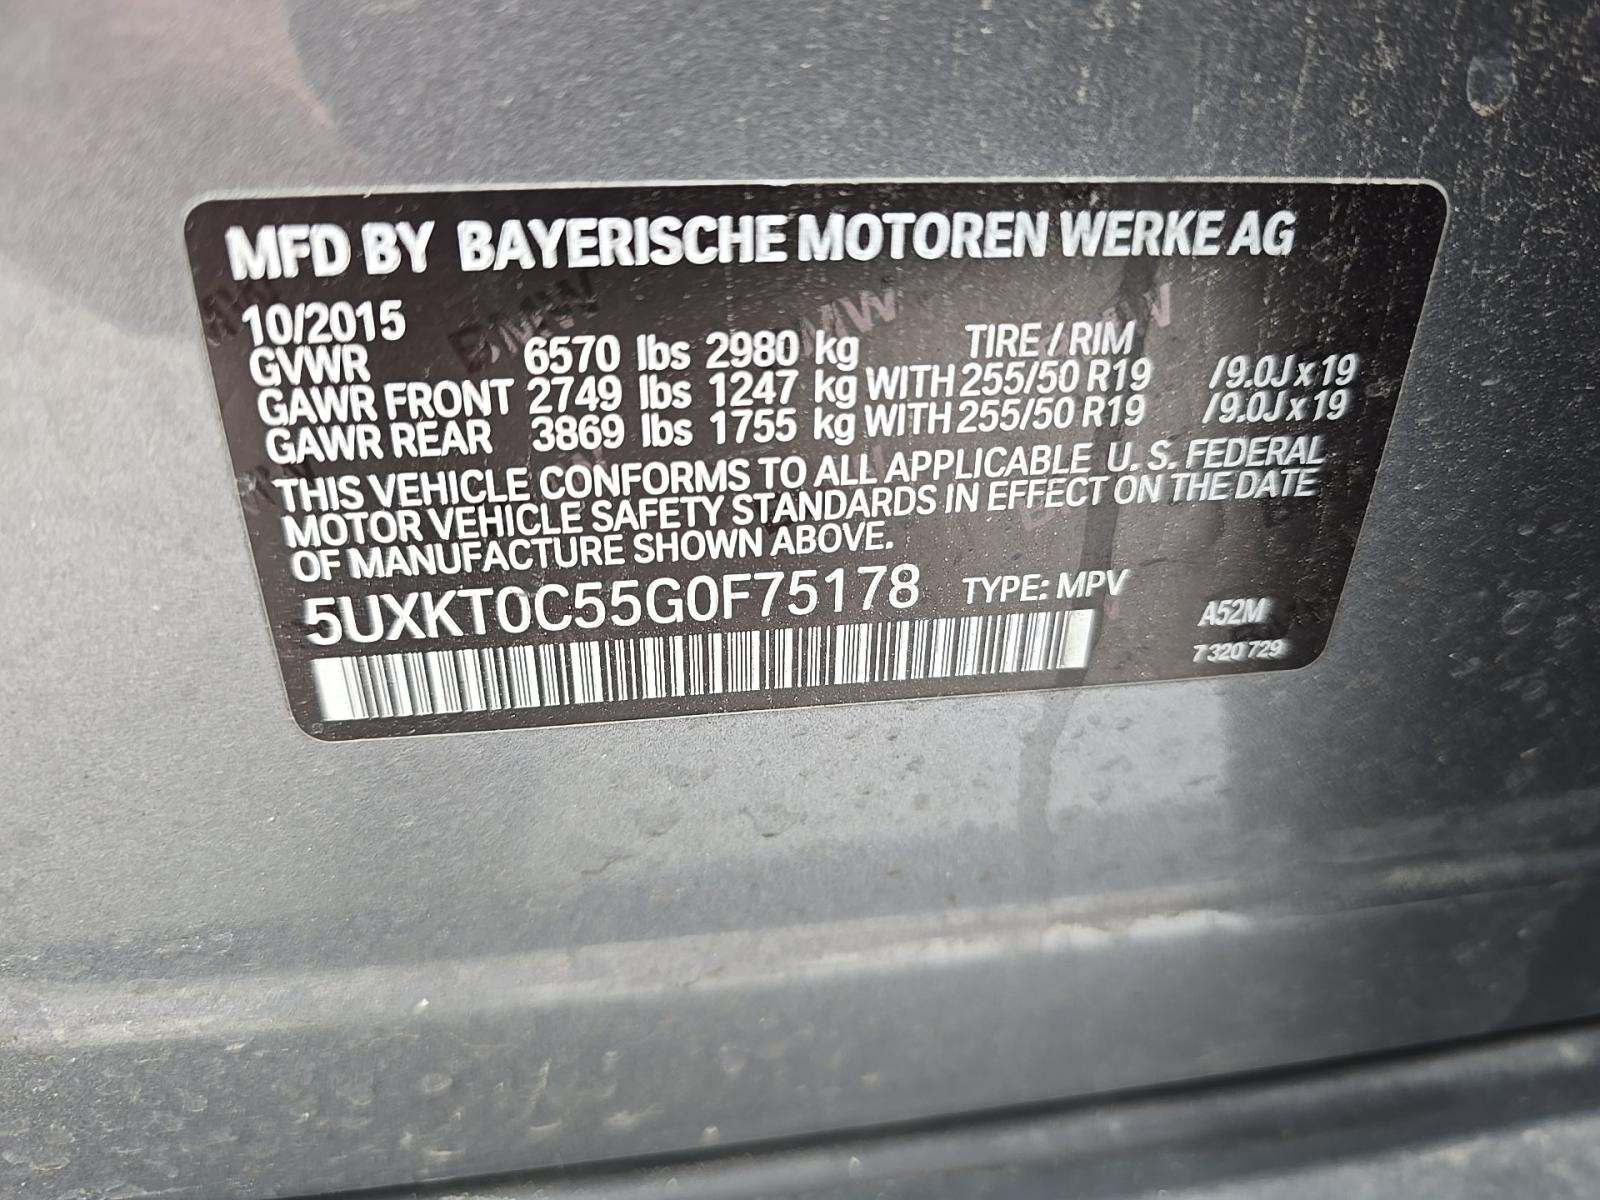 MFD BY BAYERISCHE MOTOREN WERKE AG
10/2015
GVWR 6570 lbs 2980 kg TIRE / RIM
GAWR FRONT 2749 lbs 1247 kg WITH 255/50 R19 /9.0J x 19
GAWR REAR 3869 lbs 1755 kg WITH 255/50 R19 /9.0J x 19
THIS VEHICLE CONFORMS TO ALL APPLICABLE U. S. FEDERAL
MOTOR VEHICLE SAFETY STANDARDS IN EFFECT ON THE DATE
OF MANUFACTURE SHOWN ABOVE.
5UXKT0C55G0F75178 TYPE: MPV
A52M
7 320 729